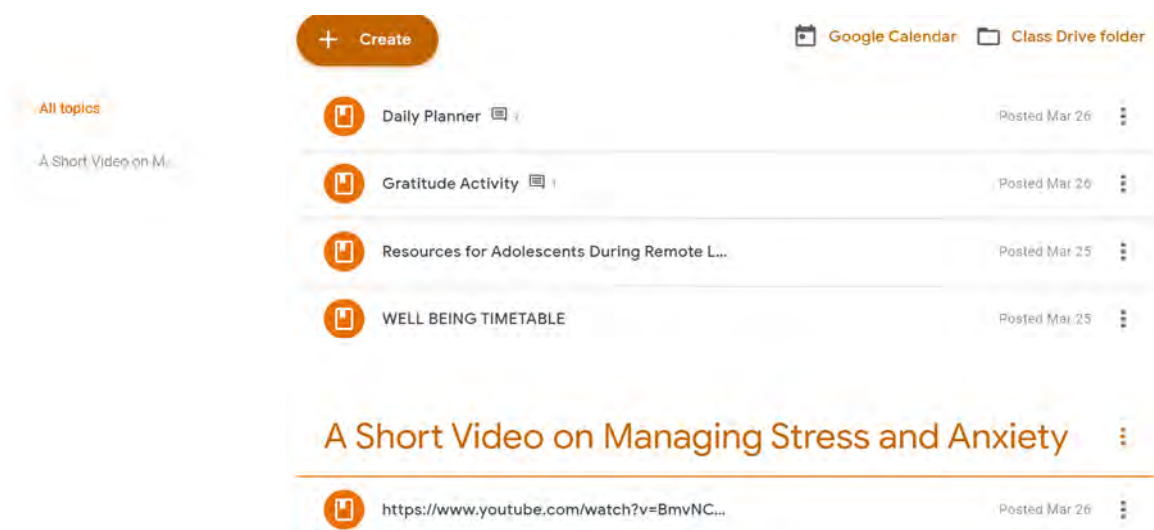 + Create
Google Calendar
Class Drive folder
All topics
A Short Video on M...
Daily Planner
Posted Mar 26
Gratitude Activity
Posted Mar 26
Resources for Adolescents During Remote L...
Posted Mar 25
WELL BEING TIMETABLE
Posted Mar 25
A Short Video on Managing Stress and Anxiety
https://www.youtube.com/watch?v=BmvNC...
Posted Mar 26